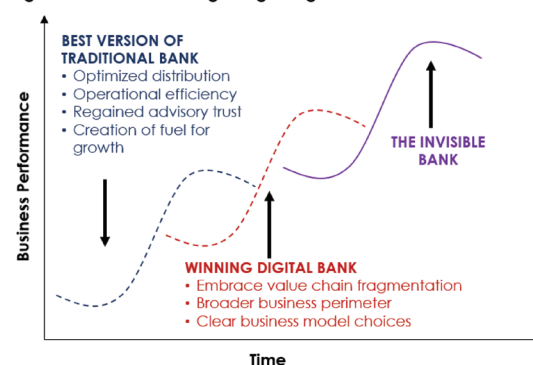 BEST VERSION OF
TRADITIONAL BANK
• Optimized distribution
• Operational efficiency
• Regained advisory trust
• Creation of fuel for
growth
Business Performance
THE INVISIBLE
BANK
WINNING DIGITAL BANK
• Embrace value chain fragmentation
• Broader business perimeter
• Clear business model choices
Time